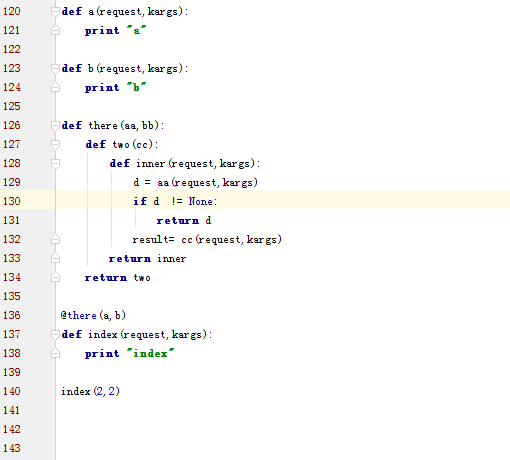 120 def a(request,kargs):
121     print "a"
122
123 def b(request,kargs):
124     print "b"
125
126 def there(aa,bb):
127     def two(cc):
128         def inner(request,kargs):
129             d = aa(request,kargs)
130             if d  != None:
131                 return d
132             result= cc(request,kargs)
133         return inner
134     return two
135
136 @there(a,b)
137 def index(request,kargs):
138     print "index"
139
140 index(2,2)
141
142
143